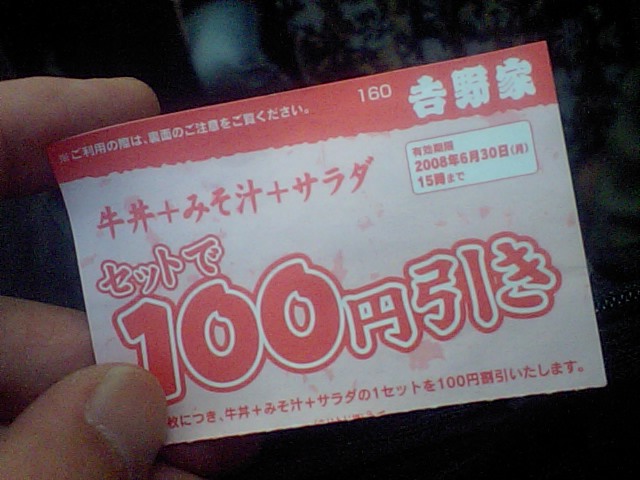 ※ご利用の際は、裏面のご注意をご覧ください。 160 吉野家
有効期限
2008年6月30日(月)
15時まで
牛丼+みそ汁+サラダ
セットで
100円引き
枚につき、牛丼+みそ汁+サラダの1セットを100円割引いたします。